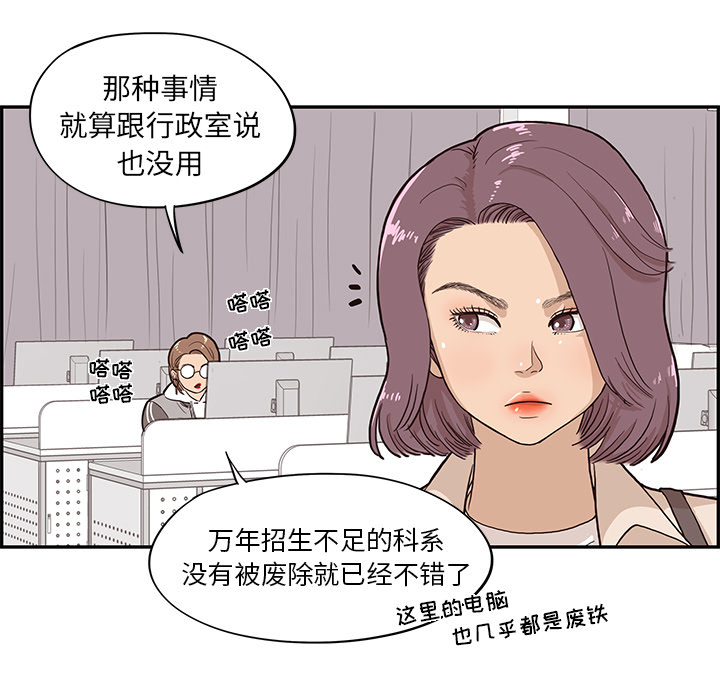 那种事情
就算跟行政室说
也没用
嗒嗒
嗒嗒
嗒嗒
嗒嗒
万年招生不足的科系
没有被废除就已经不错了
这里的电脑
也几乎都是废铁